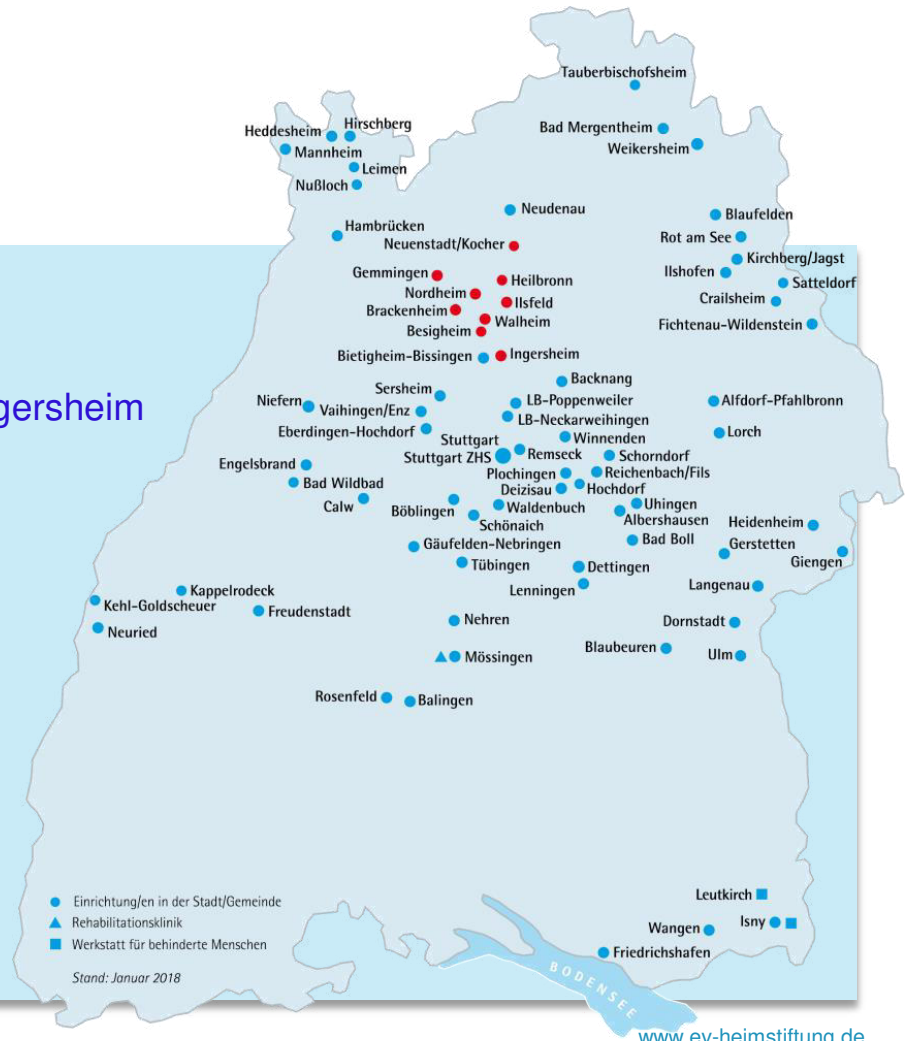 Tauberbischofsheim
Bad Mergentheim
Weikersheim
Heddesheim
Hirschberg
Mannheim
Leimen
Nußloch
Neudenau
Blaufelden
Hambrücken
Rot am See
Neuenstadt/Kocher
Kirchberg/Jagst
Gemmingen
Heilbronn
Ilshofen
Satteldorf
Nordheim
Ilsfeld
Crailsheim
Brackenheim
Walheim
Besigheim
Fichtenau-Wildenstein
Bietigheim-Bissingen
Ingersheim
Backnang
Sersheim
gersheim
Niefern
LB-Poppenweiler
Alfdorf-Pfahlbronn
Vaihingen/Enz
LB-Neckarweihingen
Eberdingen-Hochdorf
Winnenden
Lorch
Stuttgart
Stuttgart ZHS
Remseck
Schorndorf
Engelsbrand
Plochingen
Reichenbach/Fils
Bad Wildbad
Deizisau
Hochdorf
Calw
Böblingen
Waldenbuch
Uhingen
Albershausen
Schönaich
Heidenheim
Bad Boll
Gäufelden-Nebringen
Gerstetten
Giengen
Tübingen
Dettingen
Lenningen
Langenau
Kappelrodeck
Kehl-Goldscheuer
Freudenstadt
Nehren
Dornstadt
Neuried
Blaubeuren
Ulm
Mössingen
Rosenfeld
Balingen
Leutkirch
Einrichtung/en in der Stadt/Gemeinde
Rehabilitationsklinik
Isny
Wangen
Werkstatt für behinderte Menschen
Friedrichshafen
Stand: Januar 2018
BODENSEE
www.ev-heimstiftung.de